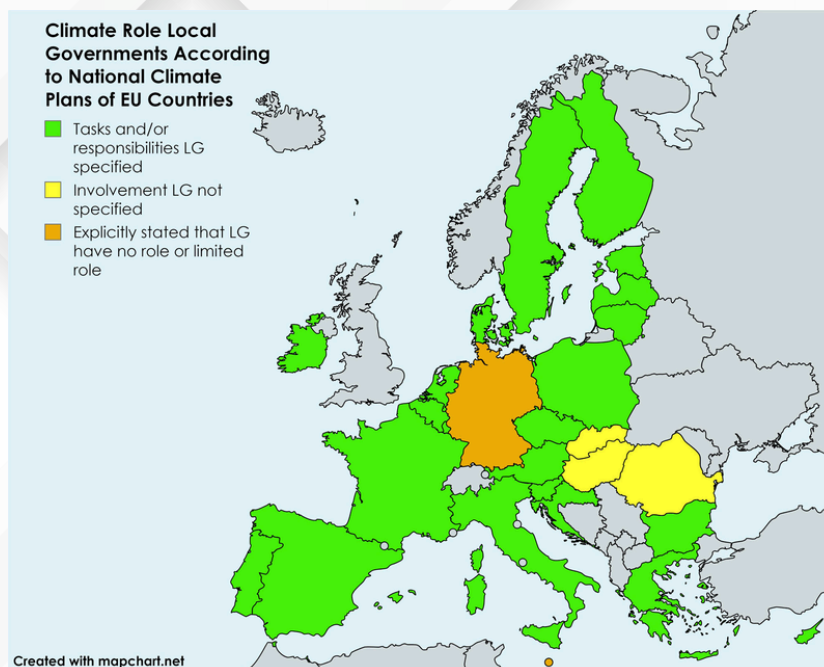 Climate Role Local
Governments According
to National Climate
Plans of EU Countries
Tasks and/or
responsibilities LG
specified
Involvement LG not
specified
Explicitly stated that LG
have no role or limited
role
Created with mapchart.net